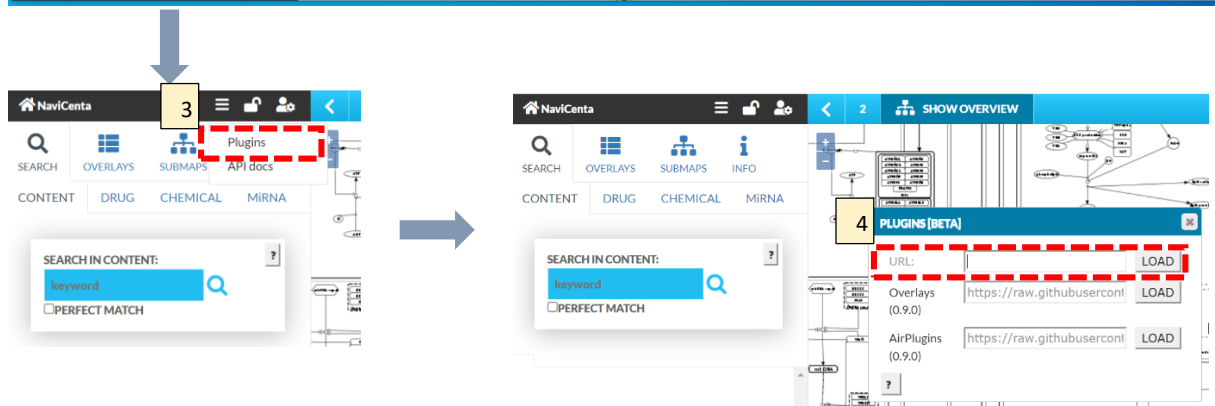 NaviCenta
3
Plugins
API docs
SEARCH
OVERLAYS
SUBMAPS
CONTENT
DRUG
CHEMICAL
MiRNA
SEARCH IN CONTENT:
?
keyword
PERFECT MATCH
NaviCenta
2
SHOW OVERVIEW
SEARCH
OVERLAYS
SUBMAPS
INFO
CONTENT
DRUG
CHEMICAL
MiRNA
SEARCH IN CONTENT:
?
keyword
PERFECT MATCH
4
PLUGINS [BETA]
URL:
LOAD
Overlays
(0.9.0)
https://raw.githubusercont
LOAD
AirPlugins
(0.9.0)
https://raw.githubusercont
LOAD
?